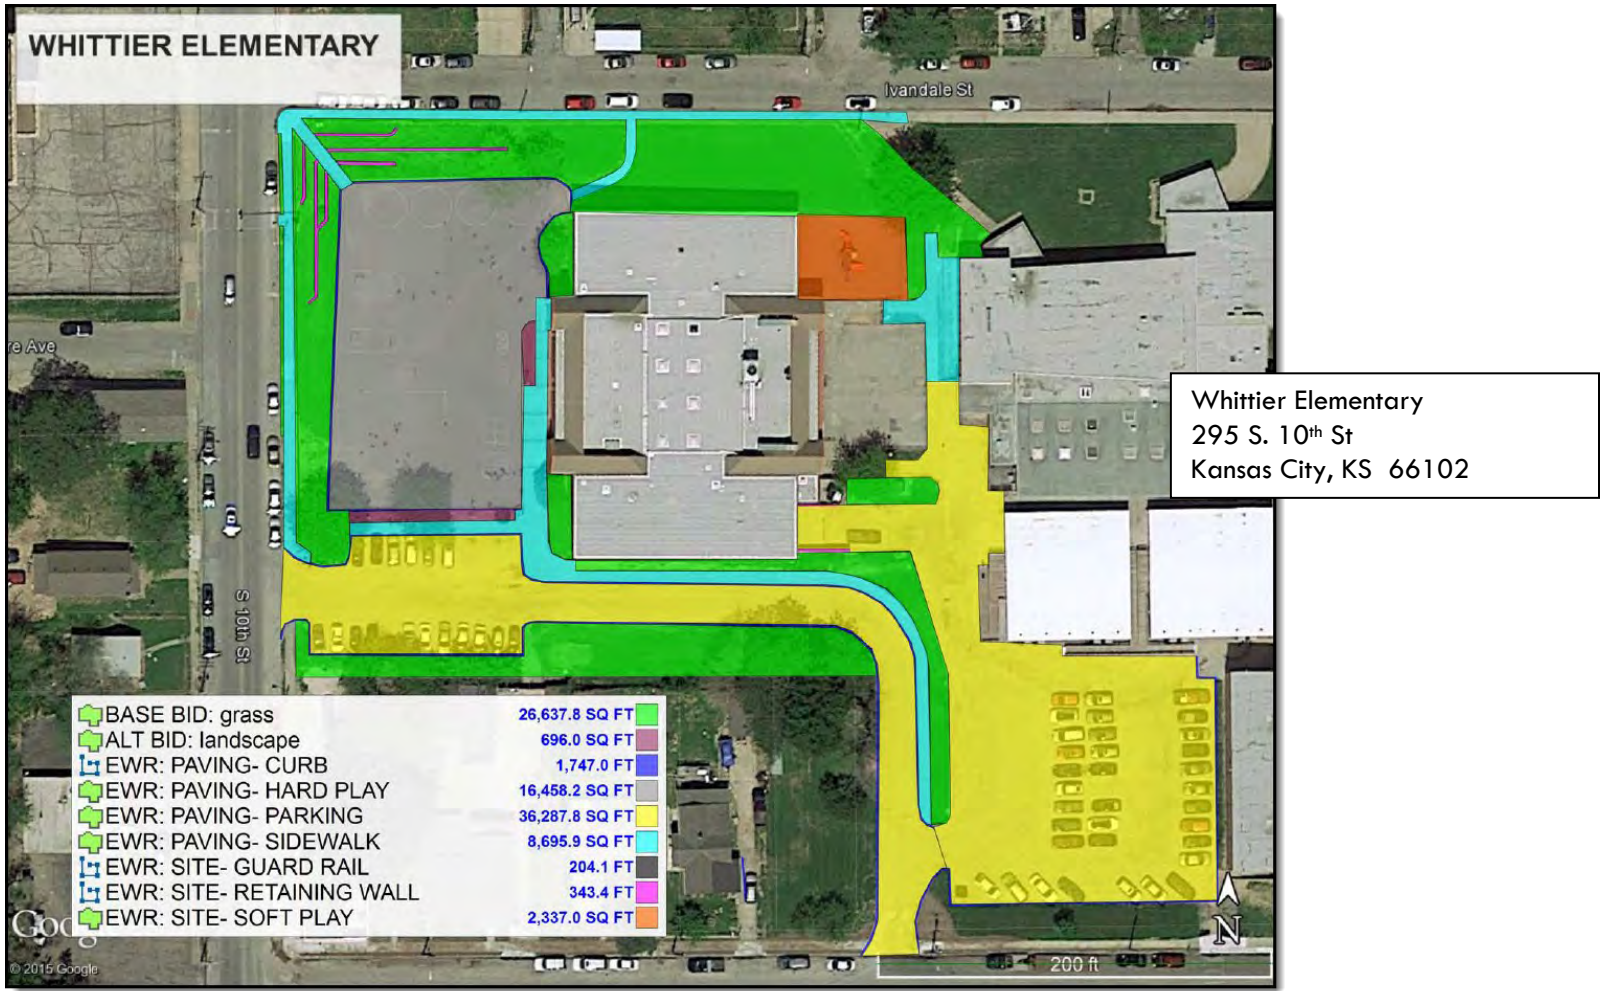 WHITTIER ELEMENTARY
Ivandale St
re Ave
Whittier Elementary
295 S. 10th St
Kansas City, KS 66102
S 10th St
BASE BID: grass 26,637.8 SQ FT
ALT BID: landscape 696.0 SQ FT
EWR: PAVING- CURB 1,747.0 FT
EWR: PAVING- HARD PLAY 16,458.2 SQ FT
EWR: PAVING- PARKING 36,287.8 SQ FT
EWR: PAVING- SIDEWALK 8,695.9 SQ FT
EWR: SITE- GUARD RAIL 204.1 FT
EWR: SITE- RETAINING WALL 343.4 FT
EWR: SITE- SOFT PLAY 2,337.0 SQ FT
Goog
N
© 2015 Google
200 ft